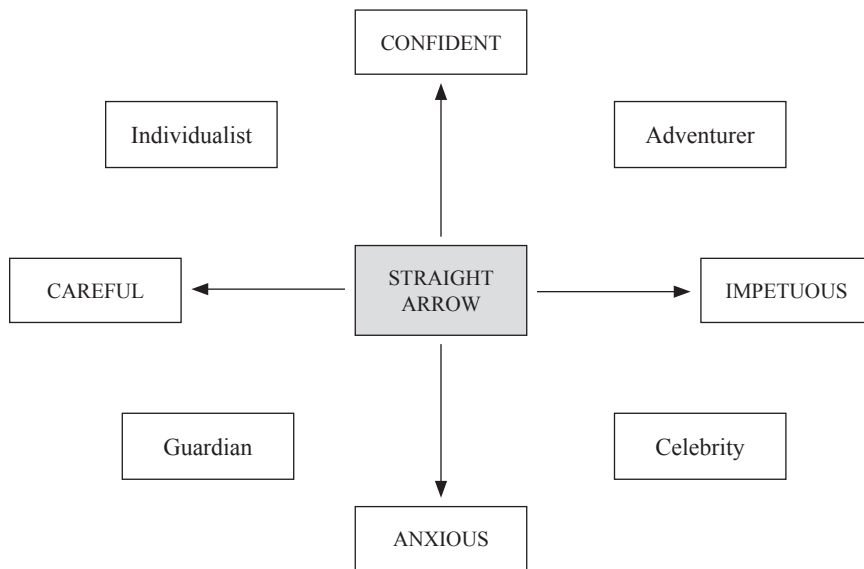 CONFIDENT
Individualist
Adventurer
CAREFUL
STRAIGHT
ARROW
IMPETUOUS
Guardian
Celebrity
ANXIOUS